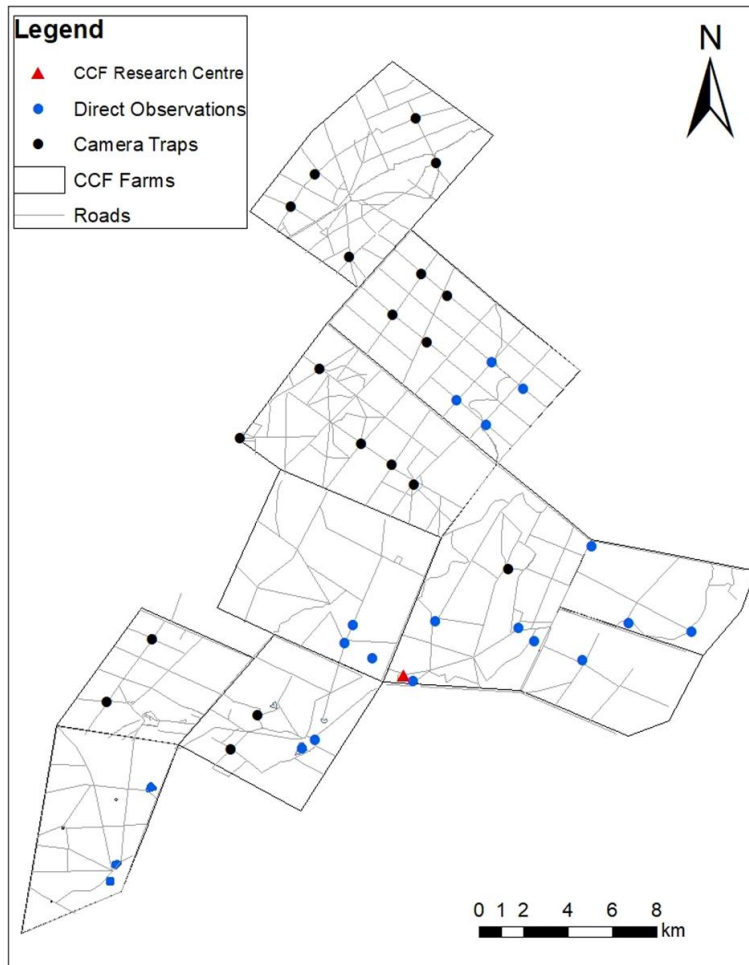 Legend
CCF Research Centre
Direct Observations
Camera Traps
CCF Farms
Roads
N
0 1 2 4 6 8
km